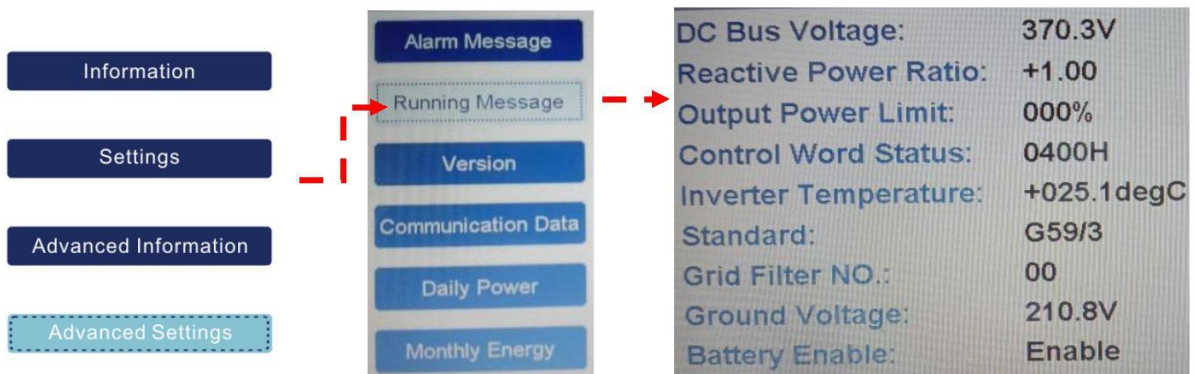 Information
Settings
Advanced Information
Advanced Settings
Alarm Message
Running Message
Version
Communication Data
Daily Power
Monthly Energy
DC Bus Voltage: 370.3V
Reactive Power Ratio: +1.00
Output Power Limit: 000%
Control Word Status: 0400H
Inverter Temperature: +025.1degC
Standard: G59/3
Grid Filter NO.: 00
Ground Voltage: 210.8V
Battery Enable: Enable